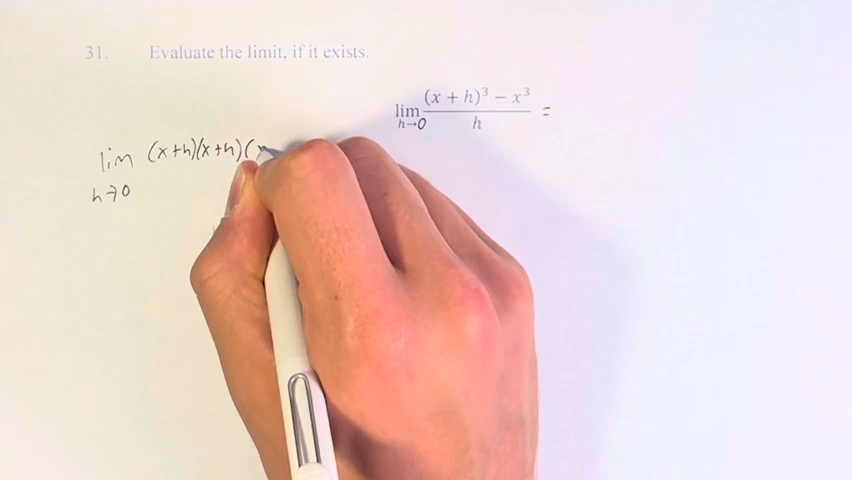 31. Evaluate the limit, if it exists.
lim h→0 ((x + h)³ − x³)/h =
lim (x+h)(x+h)(
h→0